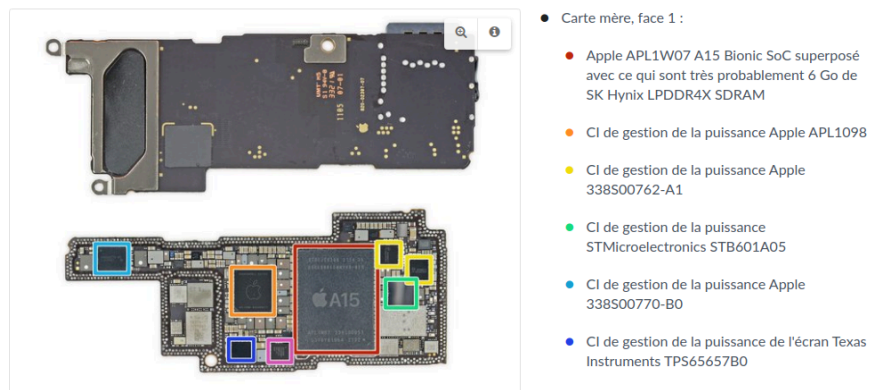 Carte mère, face 1 :
Apple APL1W07 A15 Bionic SoC superposé
avec ce qui sont très probablement 6 Go de
SK Hynix LPDDR4X SDRAM
CI de gestion de la puissance Apple APL1098
CI de gestion de la puissance Apple
338S00762-A1
CI de gestion de la puissance
STMicroelectronics STB601A05
CI de gestion de la puissance Apple
338S00770-B0
CI de gestion de la puissance de l'écran Texas
Instruments TPS65657B0
1105 07-01
A15